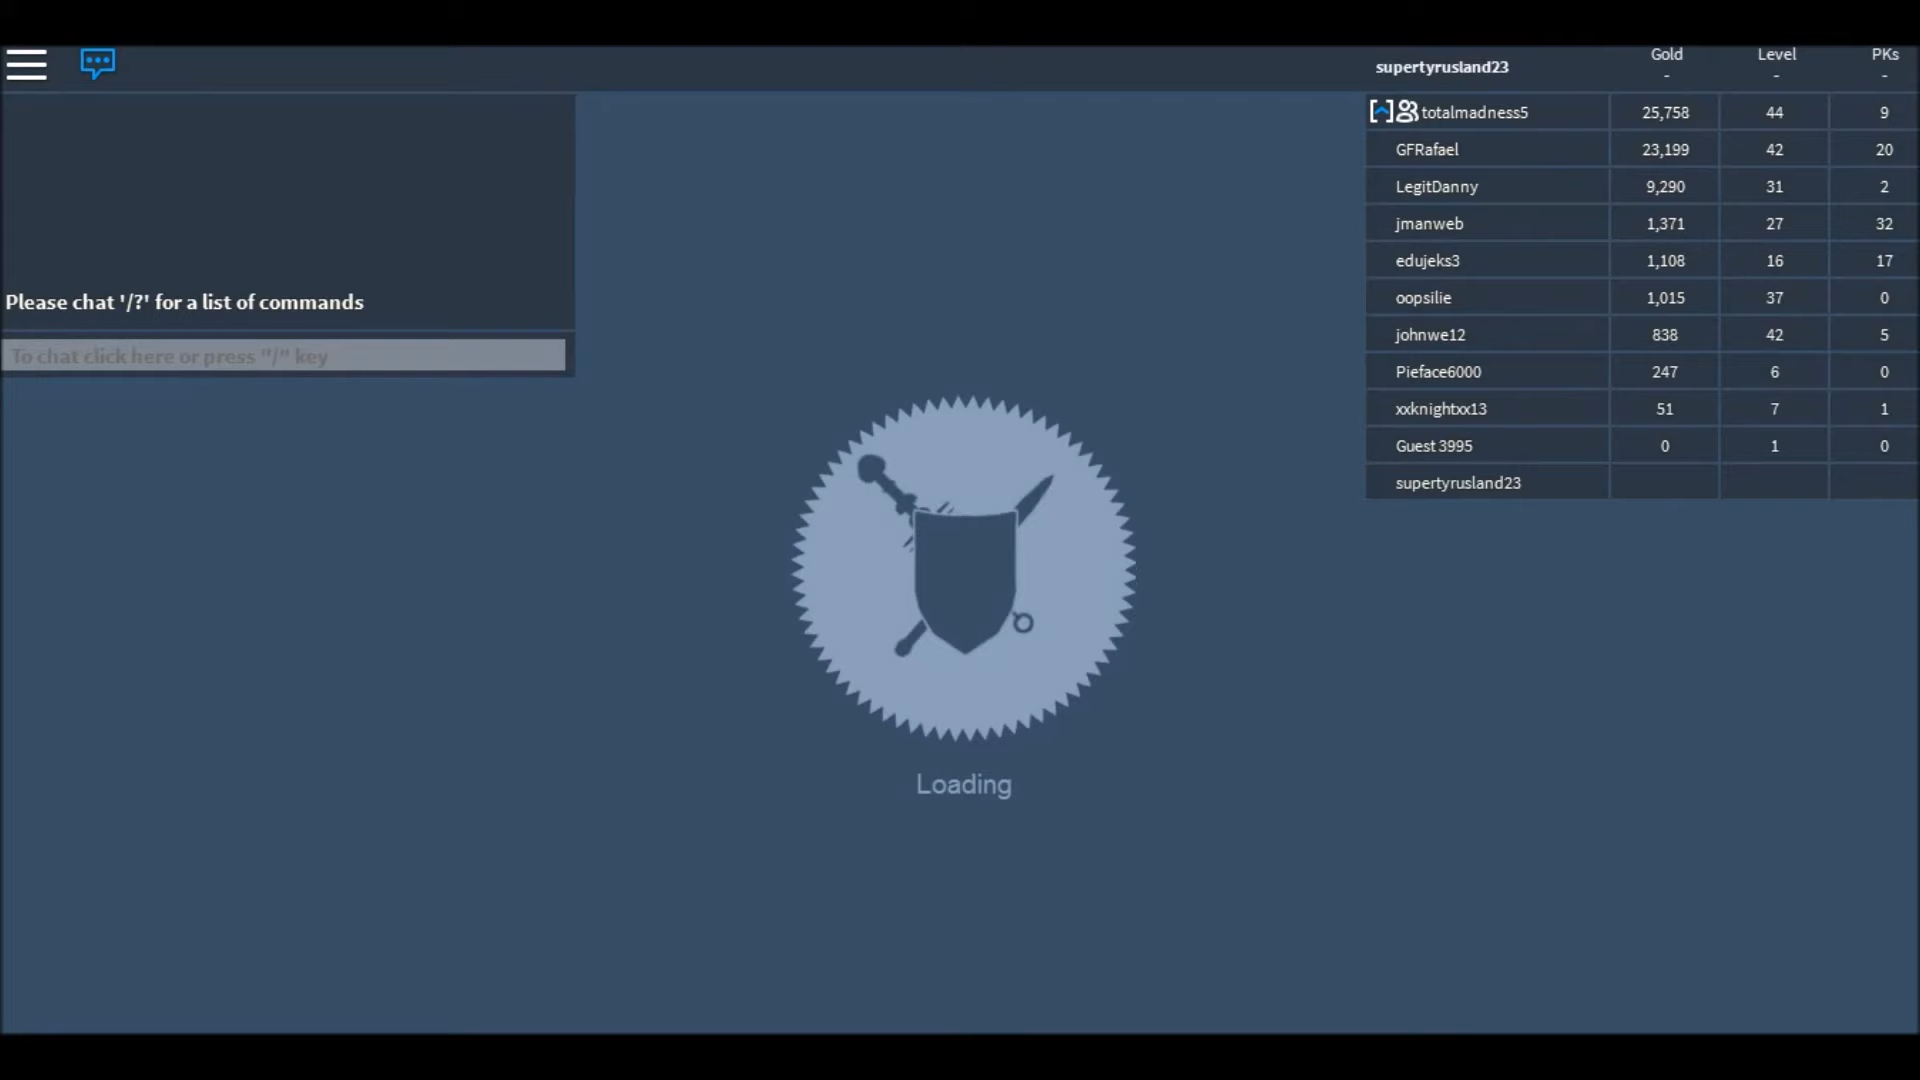 supertyrusland23 Gold Level PKs
- - -
totalmadness5 25,758 44 9
GFRafael 23,199 42 20
LegitDanny 9,290 31 2
jmanweb 1,371 27 32
edujeks3 1,108 16 17
oopsilie 1,015 37 0
johnwe12 838 42 5
Pieface6000 247 6 0
xxknightxx13 51 7 1
Guest 3995 0 1 0
supertyrusland23
Please chat '/?' for a list of commands
To chat click here or press "/" key
Loading